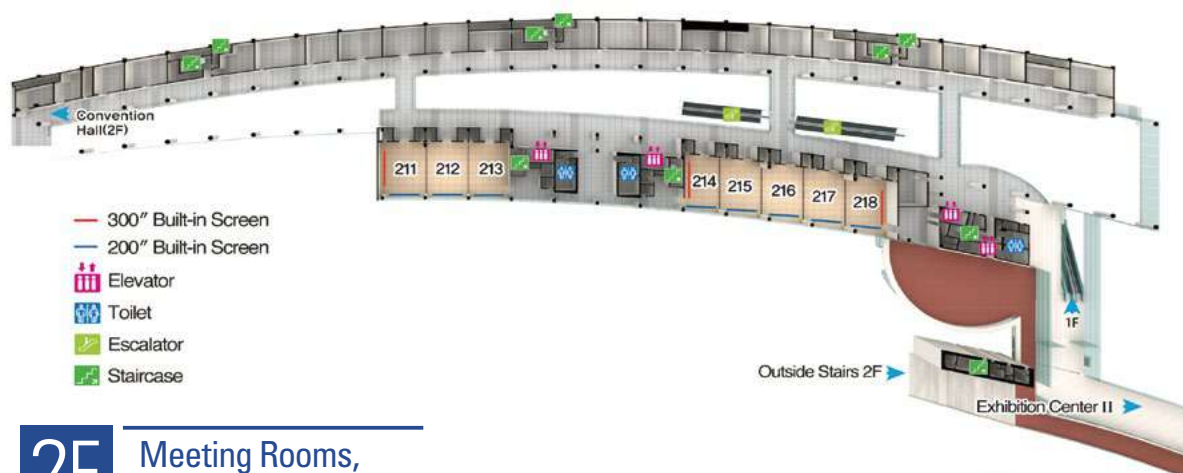 Convention
Hall(2F)
211
212
213
214
215
216
217
218
300" Built-in Screen
200" Built-in Screen
Elevator
Toilet
Escalator
Staircase
1F
Outside Stairs 2F
Exhibition Center II
2F
Meeting Rooms,